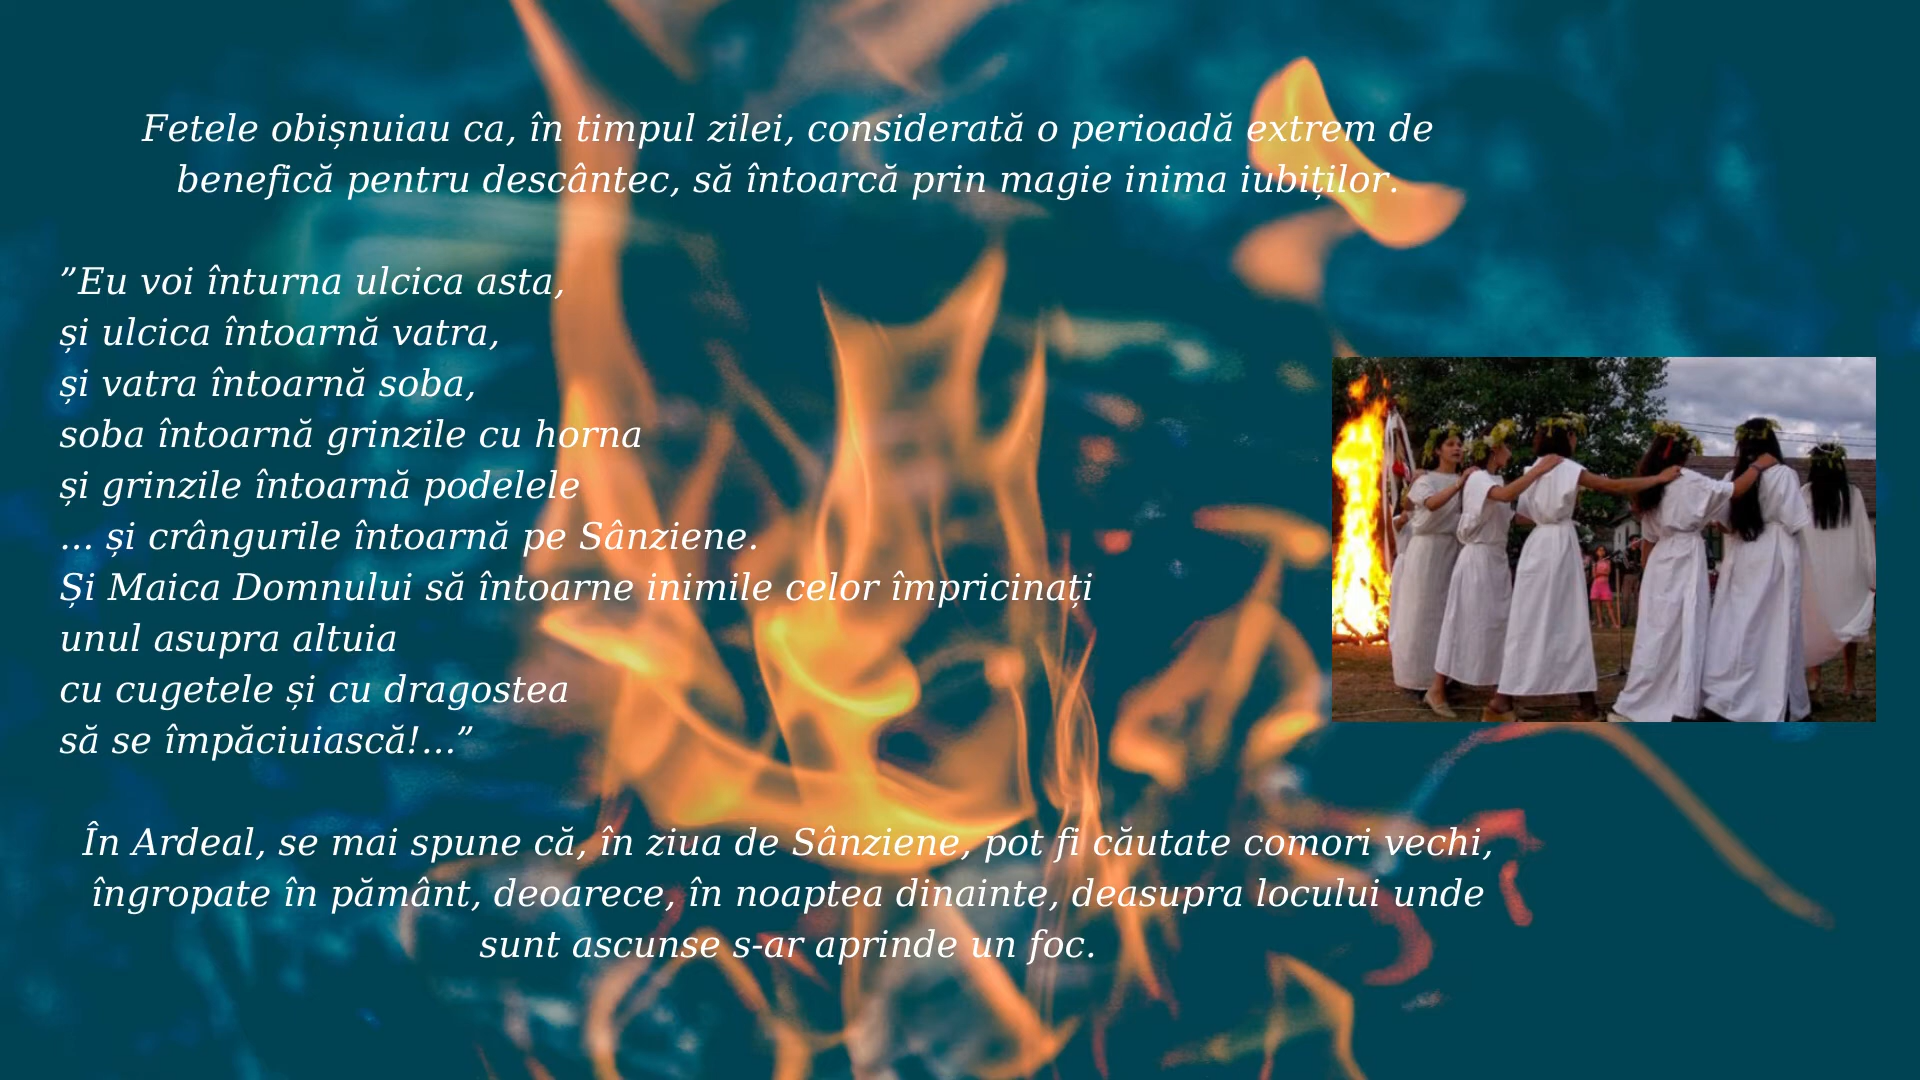 Fetele obișnuiau ca, în timpul zilei, considerată o perioadă extrem de
benefică pentru descântec, să întoarcă prin magie inima iubiților.
”Eu voi înturna ulcica asta,
și ulcica întoarnă vatra,
și vatra întoarnă soba,
soba întoarnă grinzile cu horna
și grinzile întoarnă podelele
... și crângurile întoarnă pe Sânziene.
Și Maica Domnului să întoarne inimile celor împricinați
unul asupra altuia
cu cugetele și cu dragostea
să se împăciuiască!...”
În Ardeal, se mai spune că, în ziua de Sânziene, pot fi căutate comori vechi,
îngropate în pământ, deoarece, în noaptea dinainte, deasupra locului unde
sunt ascunse s-ar aprinde un foc.